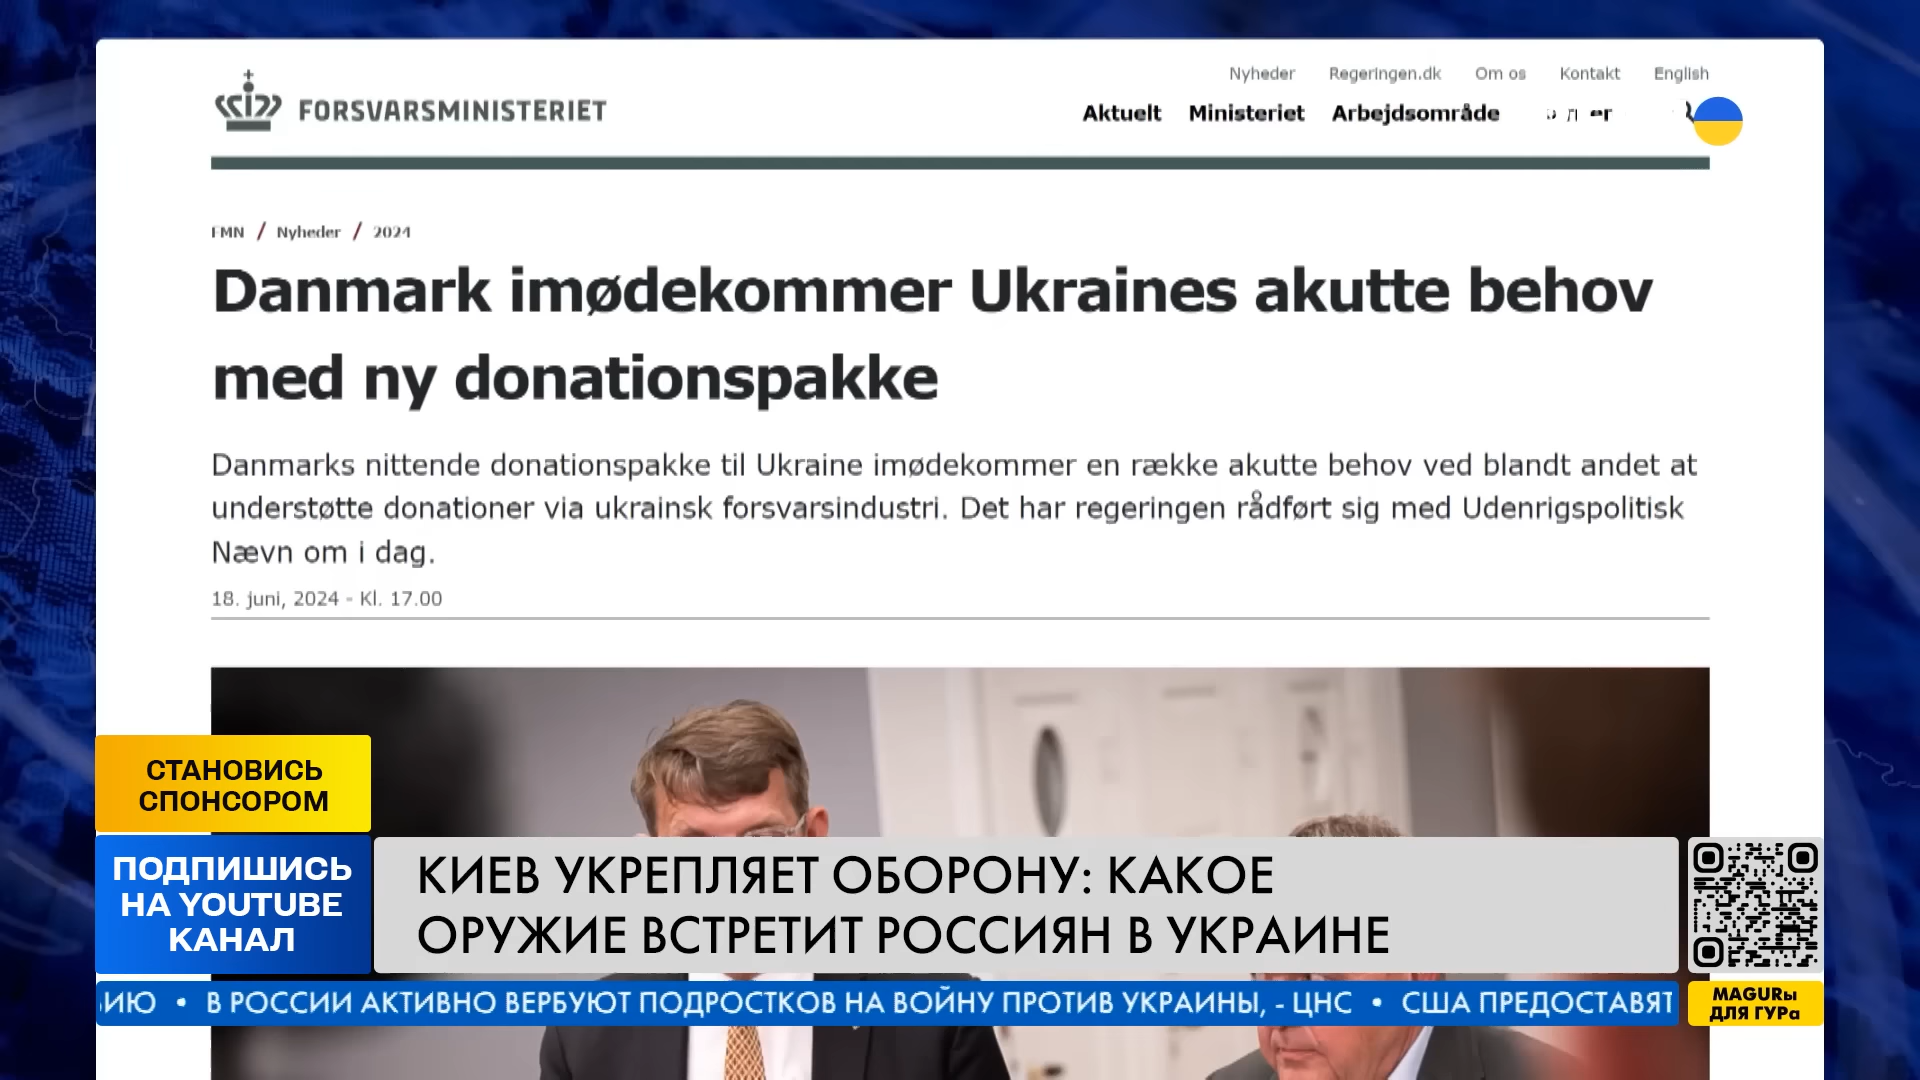 Nyheder Regeringen.dk Om os Kontakt English
FORSVARSMINISTERIET
Aktuelt Ministeriet Arbejdsområde
FMN / Nyheder / 2024
Danmark imødekommer Ukraines akutte behov
med ny donationspakke
Danmarks nittende donationspakke til Ukraine imødekommer en række akutte behov ved blandt andet at
understøtte donationer via ukrainsk forsvarsindustri. Det har regeringen rådført sig med Udenrigspolitisk
Nævn om i dag.
18. juni, 2024 - Kl. 17.00
СТАНОВИСЬ
СПОНСОРОМ
ПОДПИШИСЬ
НА YOUTUBE
КАНАЛ
КИЕВ УКРЕПЛЯЕТ ОБОРОНУ: КАКОЕ
ОРУЖИЕ ВСТРЕТИТ РОССИЯН В УКРАИНЕ
ИЮ • В РОССИИ АКТИВНО ВЕРБУЮТ ПОДРОСТКОВ НА ВОЙНУ ПРОТИВ УКРАИНЫ, - ЦНС • США ПРЕДОСТАВЯТ
MAGURы
ДЛЯ ГУРа